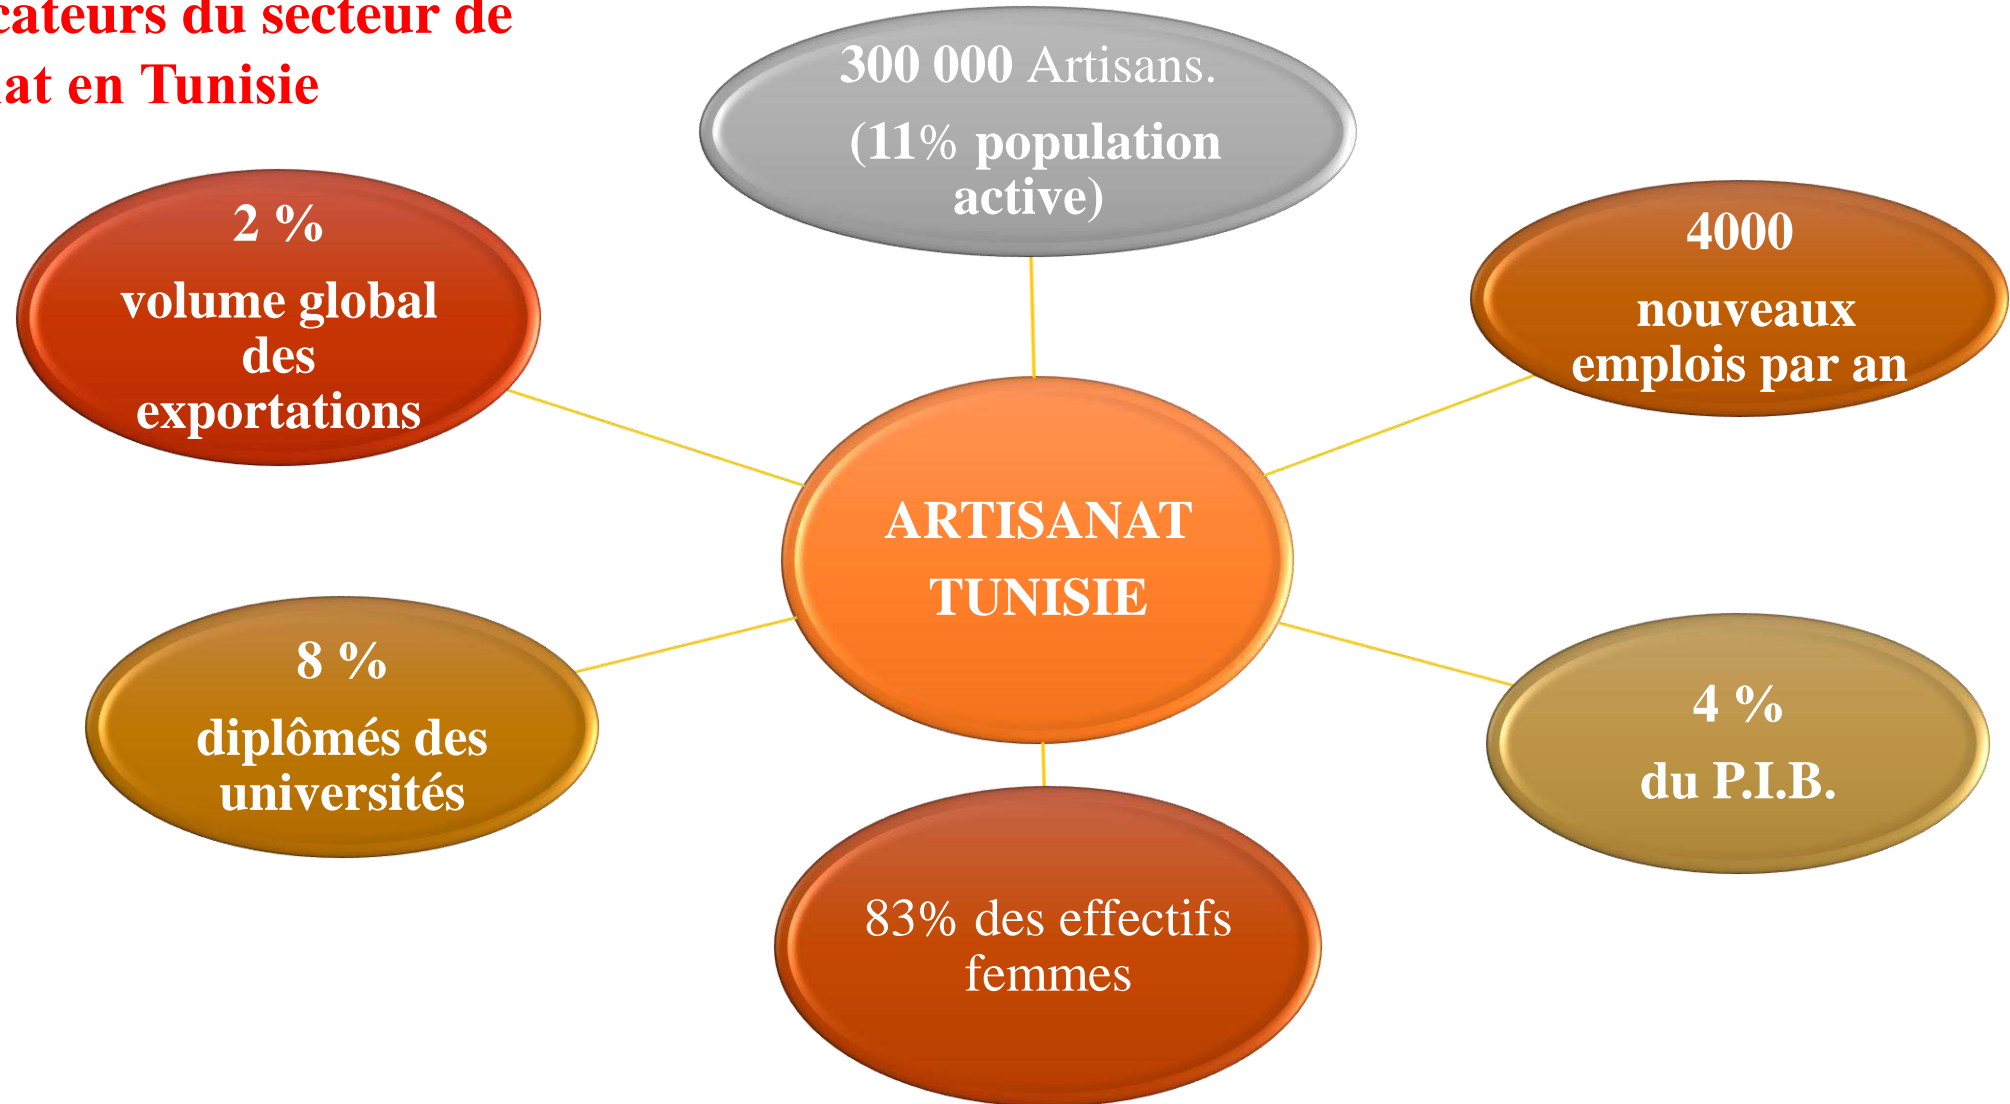 cateurs du secteur de
at en Tunisie
300 000 Artisans.
(11% population
active)
2 %
volume global
des
exportations
4000
nouveaux
emplois par an
ARTISANAT
TUNISIE
8 %
diplômés des
universités
4 %
du P.I.B.
83% des effectifs
femmes